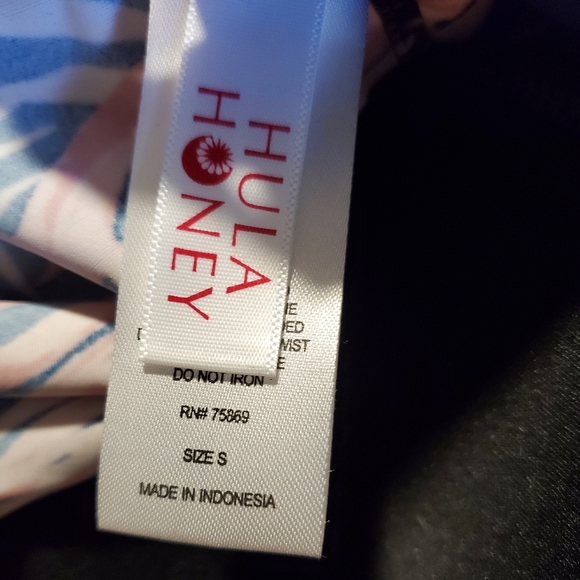 HULA
HONEY
DO NOT IRON
RN# 75869
SIZE S
MADE IN INDONESIA